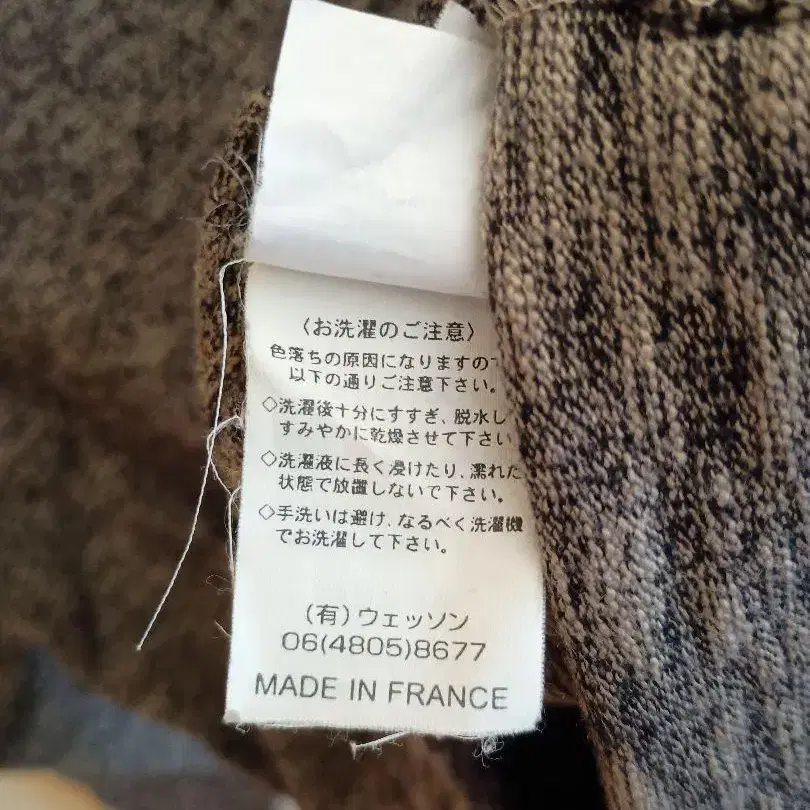 〈お洗濯のご注意〉
色落ちの原因になりますので
以下の通りご注意下さい。
◇洗濯後十分にすすぎ、脱水し
すみやかに乾燥させて下さい
◇洗濯液に長く浸けたり、濡れた
状態で放置しないで下さい。
◇手洗いは避け、なるべく洗濯機
でお洗濯して下さい。
(有)ウェッソン
06(4805)8677
MADE IN FRANCE